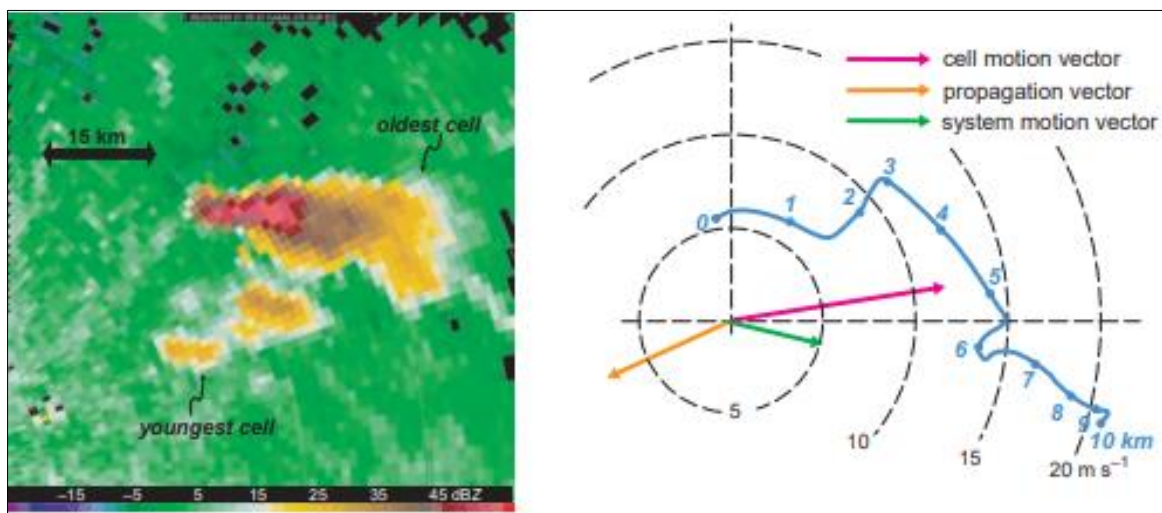 oldest cell
15 km
youngest cell
-15 -5 5 15 25 35 45 dBZ
cell motion vector
propagation vector
system motion vector
0
1
2
3
4
5
6
7
8
9
10 km
5
10
15
20 m s⁻¹